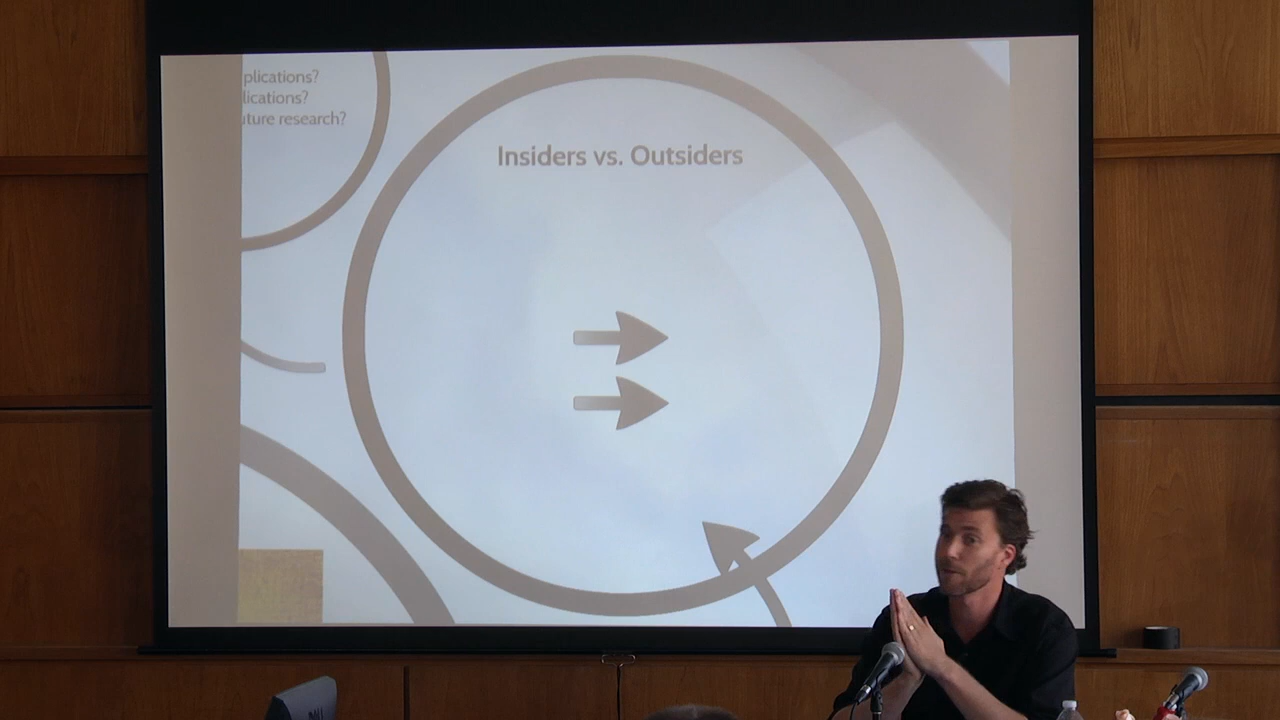 plications?
lications?
uture research?
Insiders vs. Outsiders